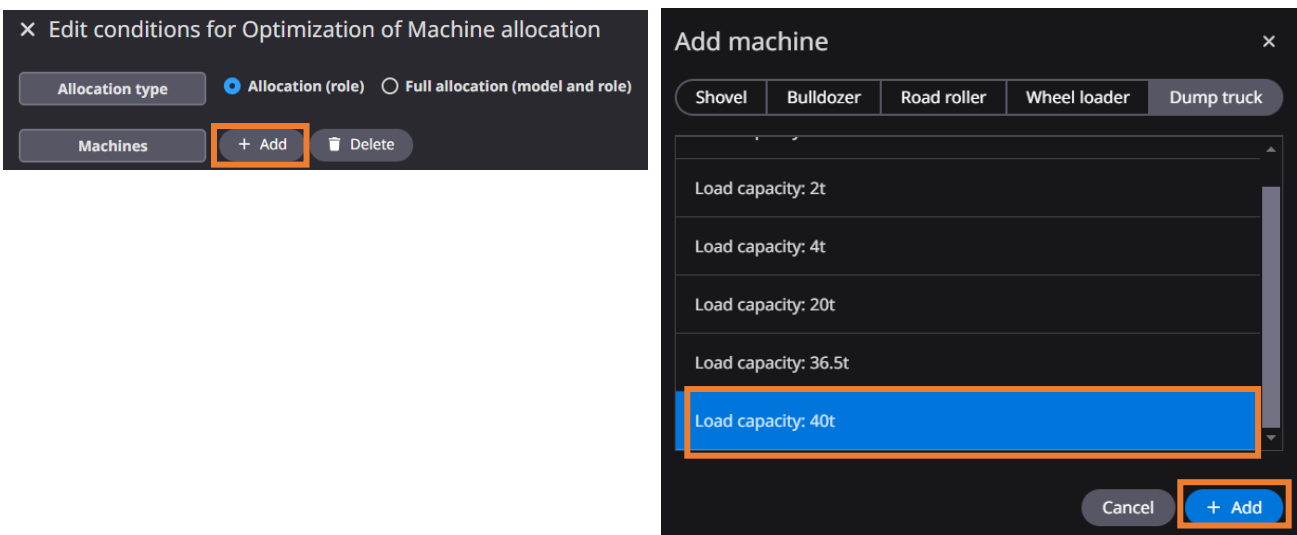 × Edit conditions for Optimization of Machine allocation
Allocation type Allocation (role) Full allocation (model and role)
Machines + Add Delete
Add machine ×
Shovel Bulldozer Road roller Wheel loader Dump truck
Load capacity: 2t
Load capacity: 4t
Load capacity: 20t
Load capacity: 36.5t
Load capacity: 40t
Cancel + Add